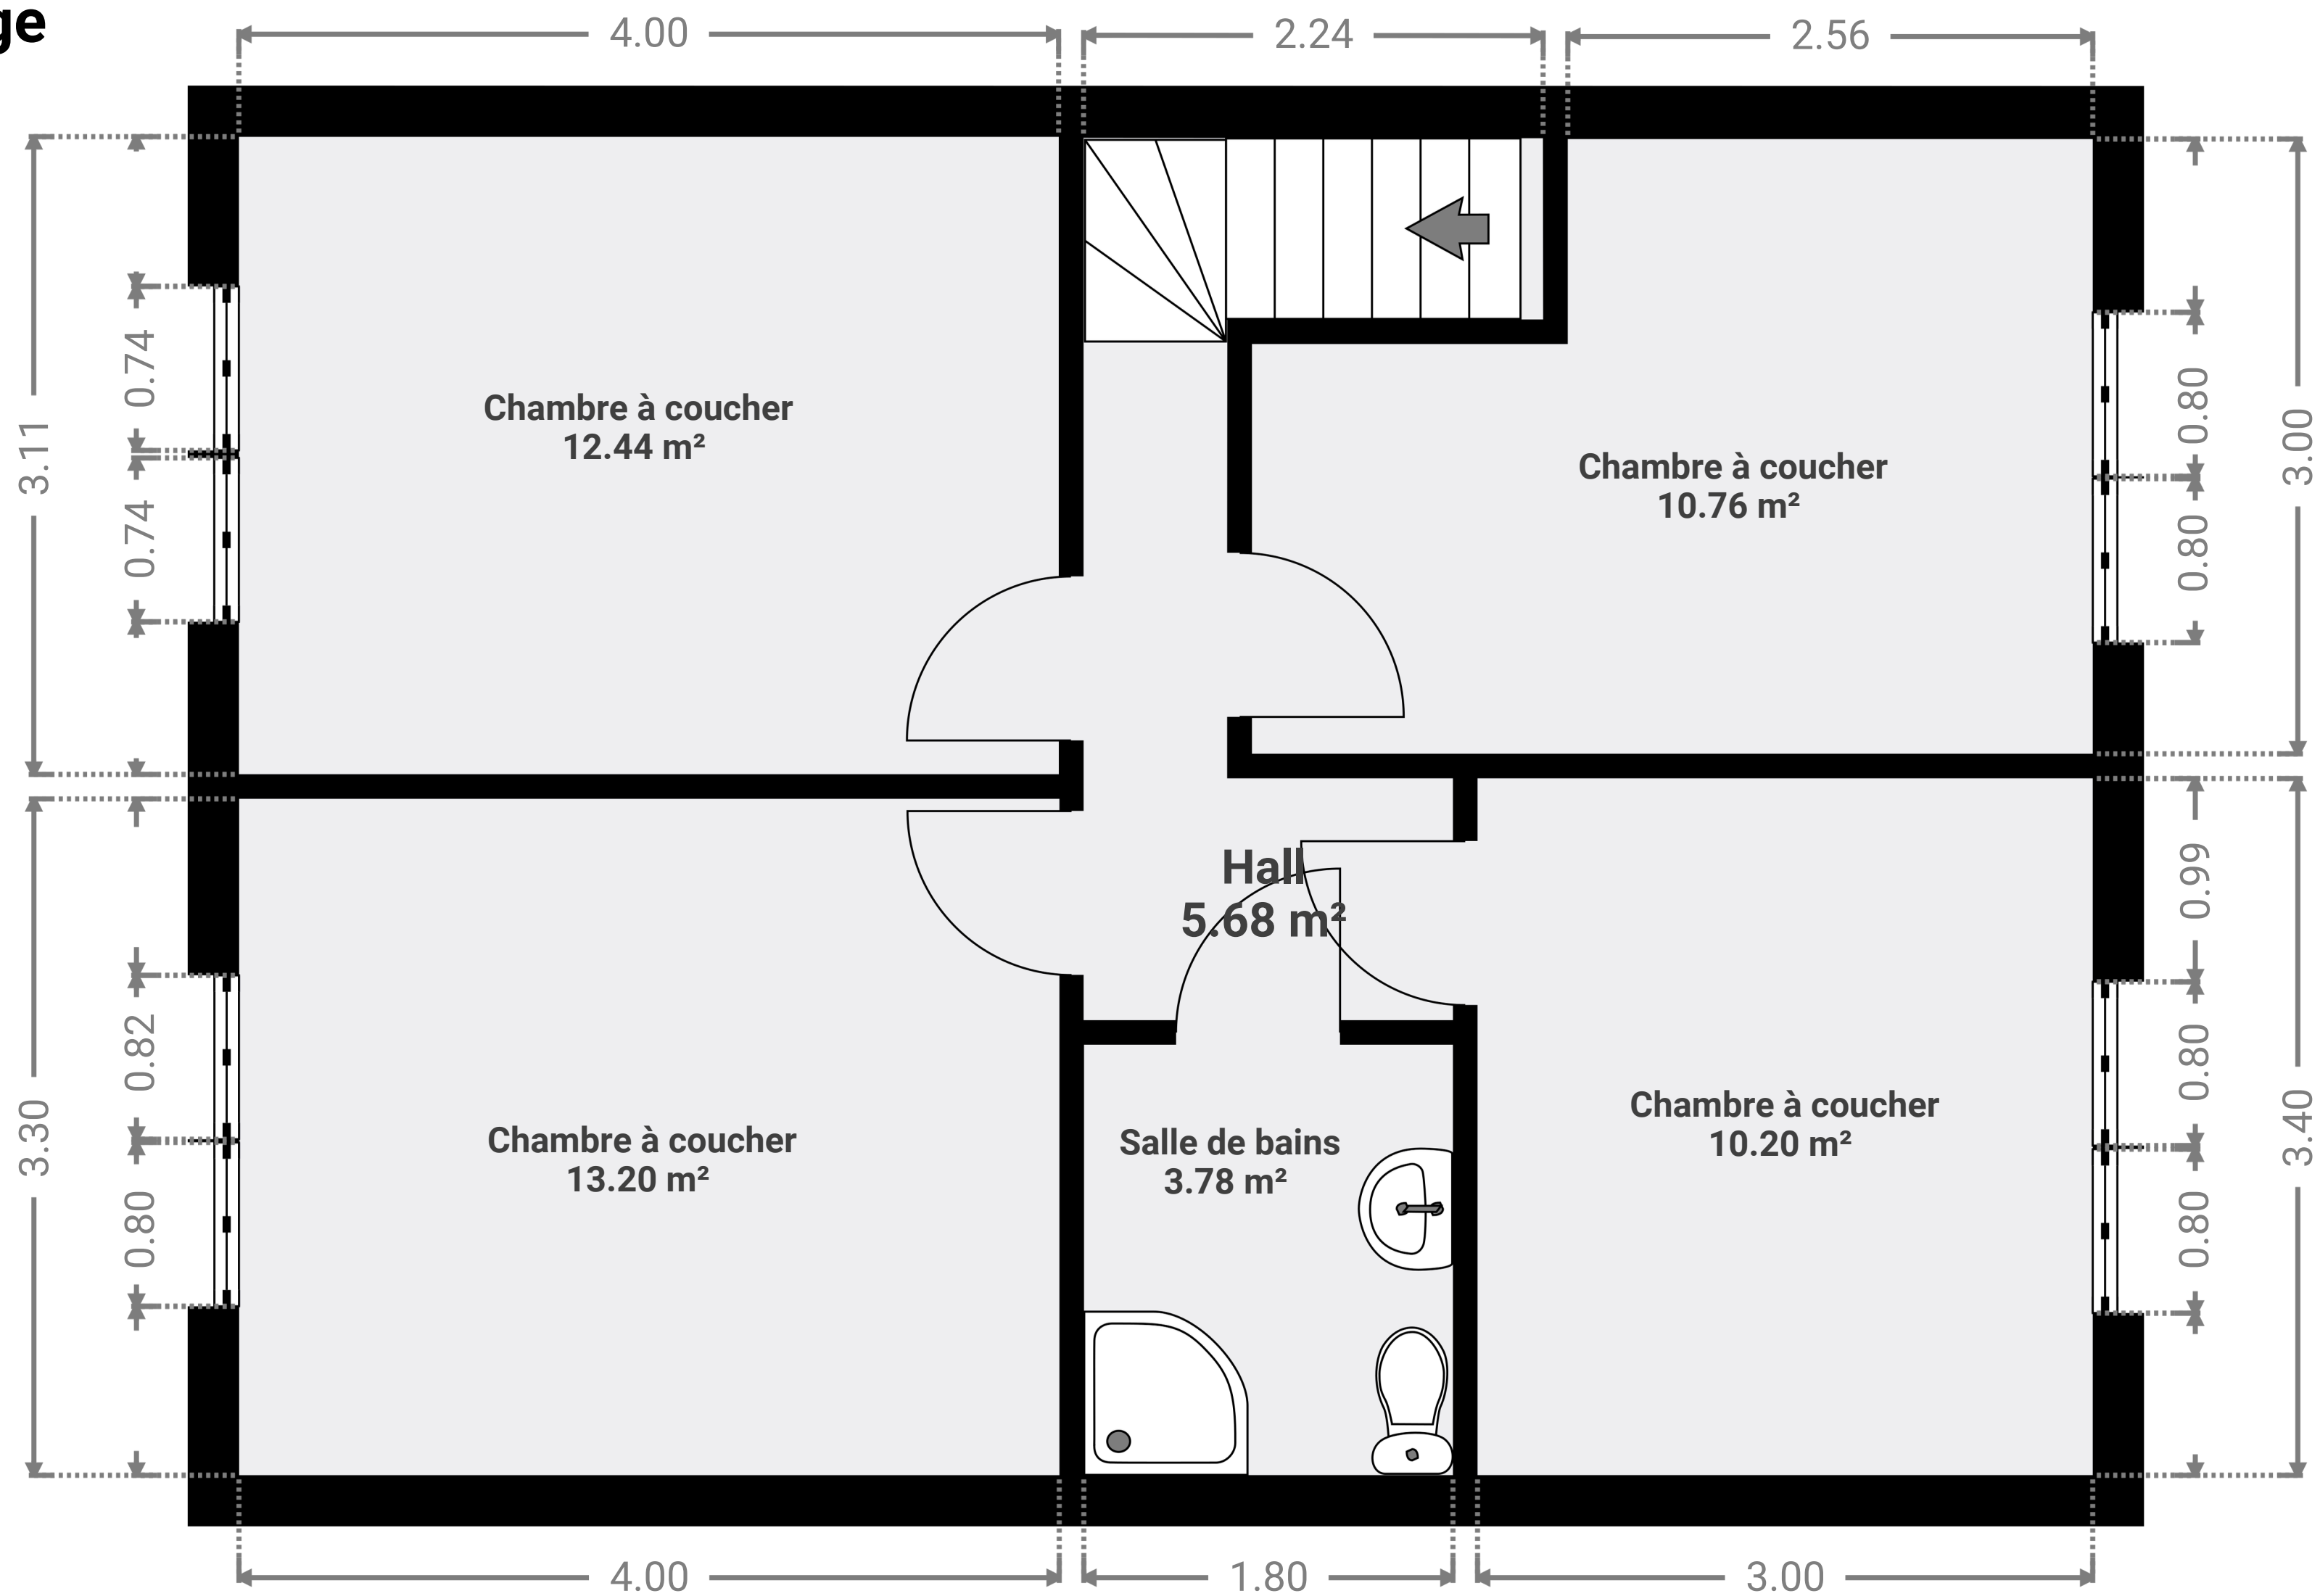 ge
4.00
2.24
2.56
3.11
0.74
0.74
Chambre à coucher
12.44 m²
Chambre à coucher
10.76 m²
0.80
0.80
3.00
Hall
5.68 m²
0.99
3.30
0.82
0.80
Chambre à coucher
13.20 m²
Salle de bains
3.78 m²
Chambre à coucher
10.20 m²
0.80
0.80
3.40
4.00
1.80
3.00